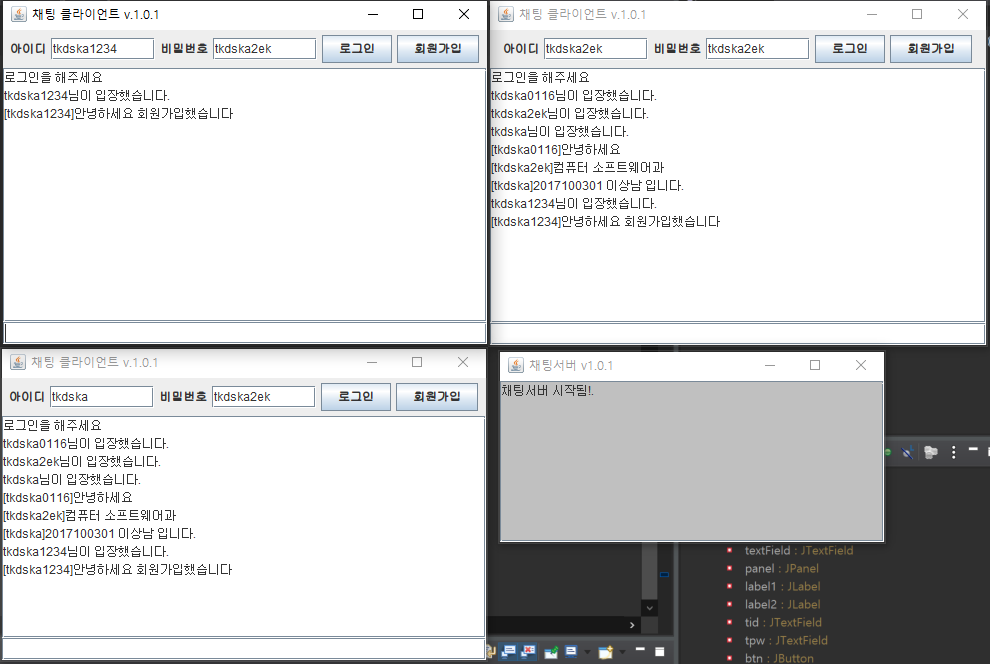 채팅 클라이언트 v.1.0.1
아이디 tkdska1234 비밀번호 tkdska2ek 로그인 회원가입
로그인을 해주세요
tkdska1234님이 입장했습니다.
[tkdska1234]안녕하세요 회원가입했습니다
채팅 클라이언트 v.1.0.1
아이디 tkdska2ek 비밀번호 tkdska2ek 로그인 회원가입
로그인을 해주세요
tkdska0116님이 입장했습니다.
tkdska2ek님이 입장했습니다.
tkdska님이 입장했습니다.
[tkdska0116]안녕하세요
[tkdska2ek]컴퓨터 소프트웨어과
[tkdska]2017100301 이상남 입니다.
tkdska1234님이 입장했습니다.
[tkdska1234]안녕하세요 회원가입했습니다
채팅 클라이언트 v.1.0.1
아이디 tkdska 비밀번호 tkdska2ek 로그인 회원가입
로그인을 해주세요
tkdska0116님이 입장했습니다.
tkdska2ek님이 입장했습니다.
tkdska님이 입장했습니다.
[tkdska0116]안녕하세요
[tkdska2ek]컴퓨터 소프트웨어과
[tkdska]2017100301 이상남 입니다.
tkdska1234님이 입장했습니다.
[tkdska1234]안녕하세요 회원가입했습니다
채팅서버 v1.0.1
채팅서버 시작됨!.
textField : JTextField
panel : JPanel
label1 : JLabel
label2 : JLabel
tid : JTextField
tpw : JTextField
btn : JButton